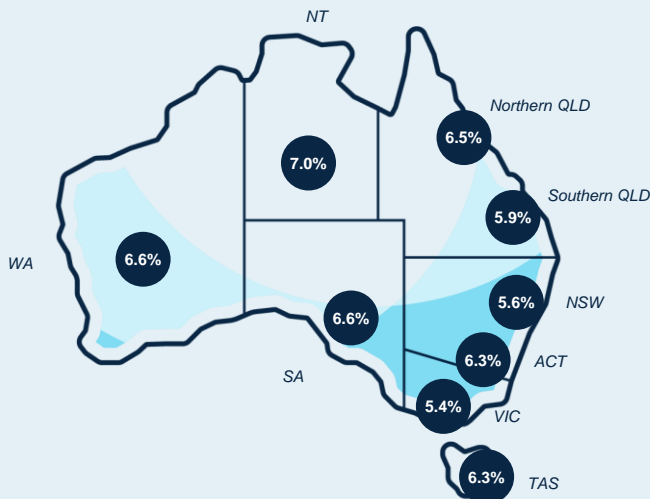 NT
Northern QLD
6.5%
7.0%
Southern QLD
5.9%
WA
6.6%
5.6%
NSW
6.6%
6.3%
ACT
SA
5.4%
VIC
6.3%
TAS